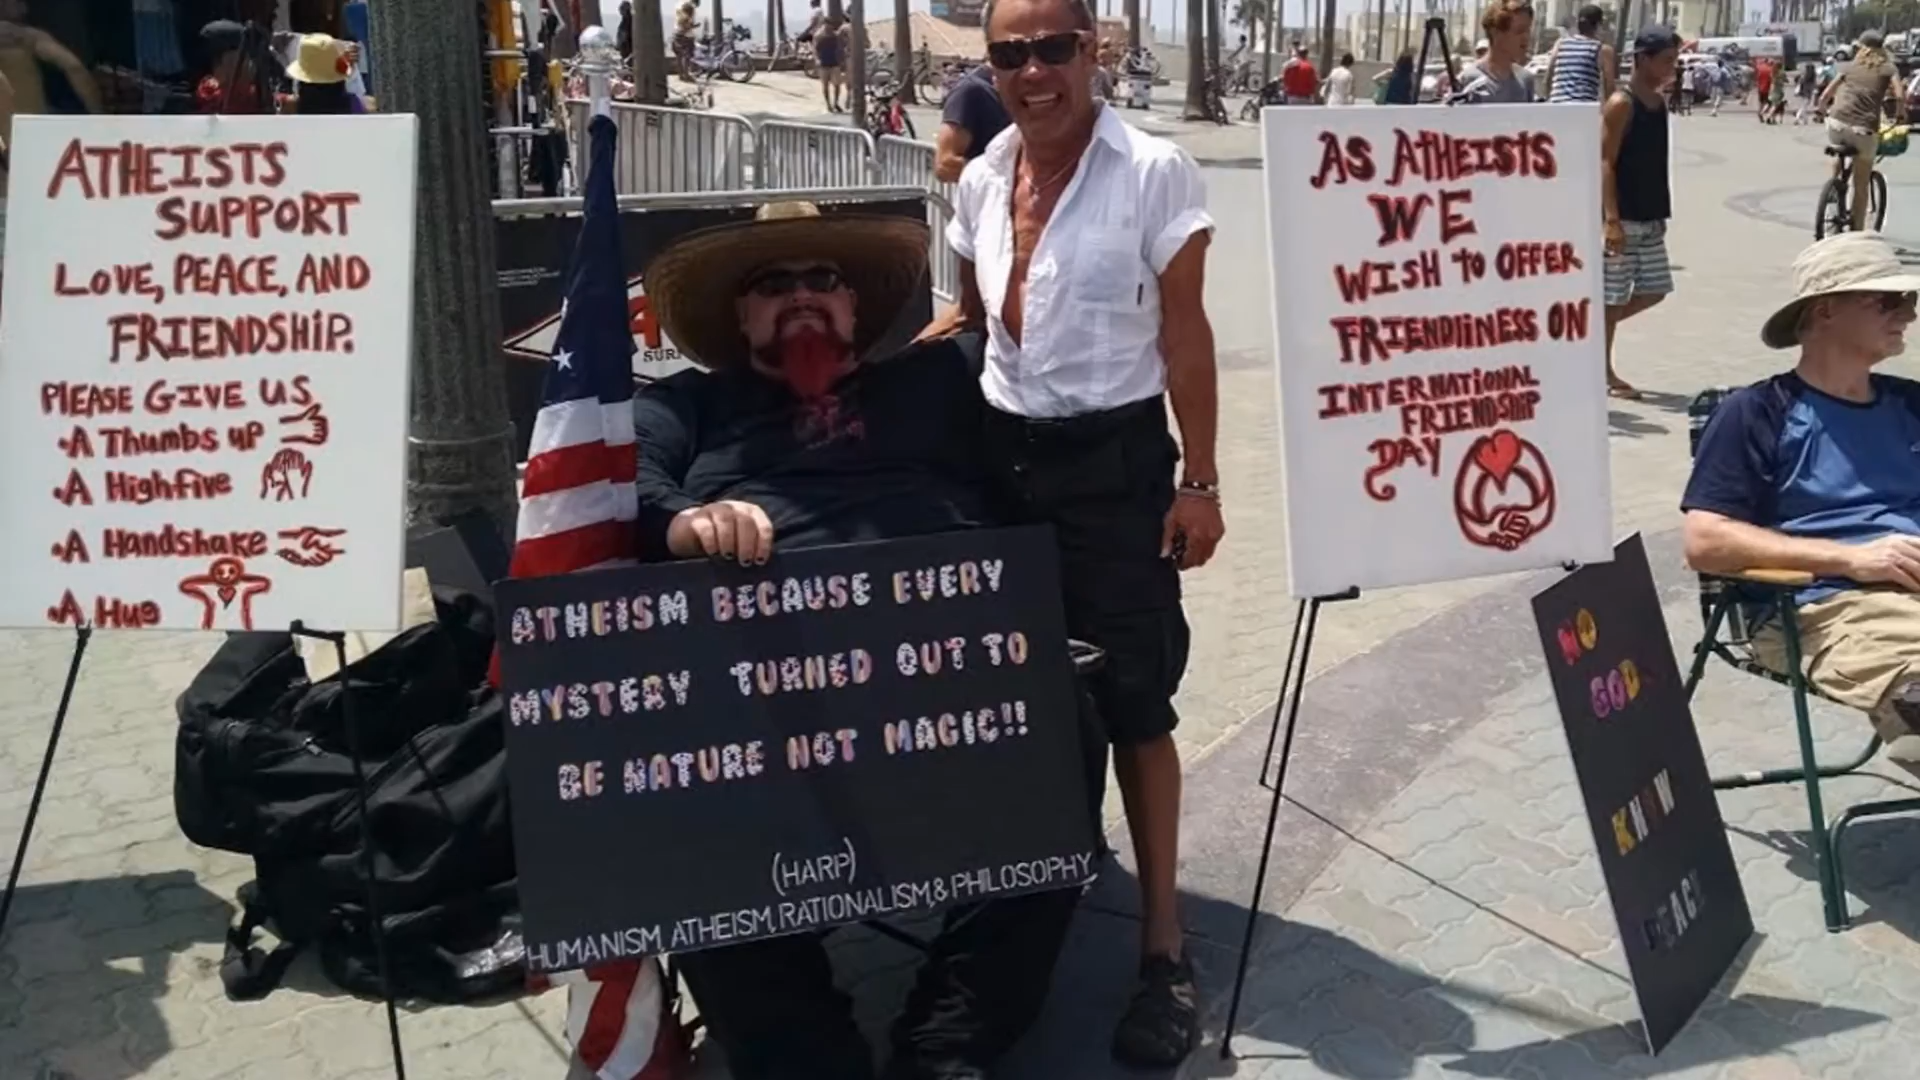 ATHEISTS
SUPPORT
LOVE, PEACE, AND
FRIENDSHIP.
PLEASE GIVE US
•A THUMBS UP
•A HIGHFIVE
•A Handshake
•A HUG
SURF
ATHEISM BECAUSE EVERY
MYSTERY TURNED OUT TO
BE NATURE NOT MAGIC!!
(HARP)
HUMANISM, ATHEISM, RATIONALISM, & PHILOSOPHY
AS ATHEISTS
WE
WISH TO OFFER
FRIENDLINESS ON
INTERNATIONAL
FRIENDSHIP
DAY
NO
GOD
KNOW
PEACE